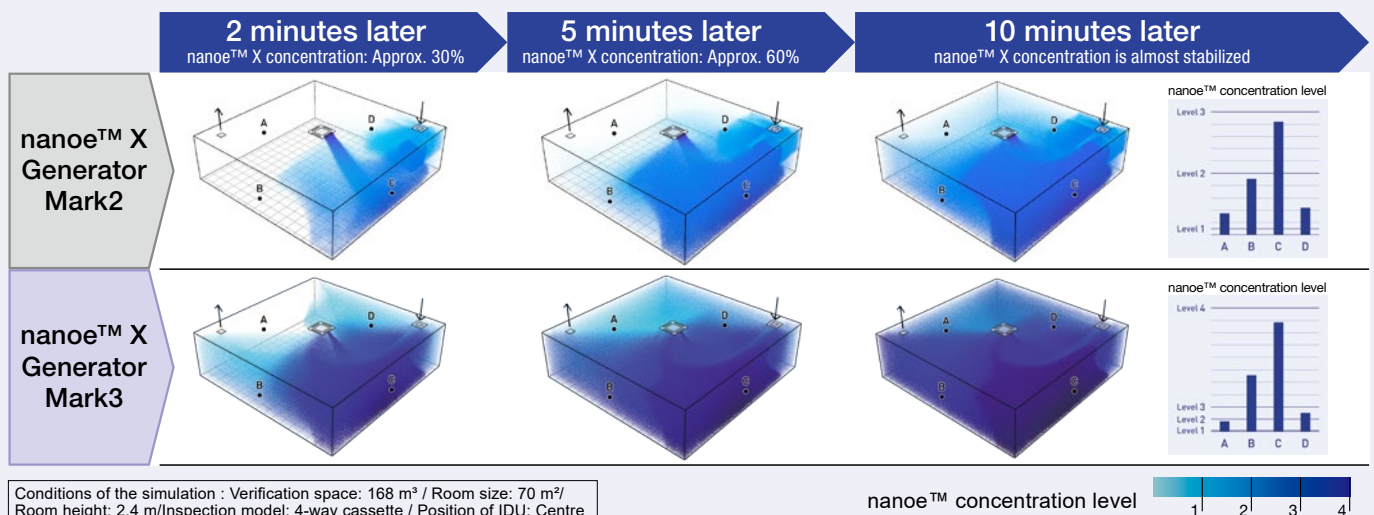 2 minutes later
nanoe™ X concentration: Approx. 30%
5 minutes later
nanoe™ X concentration: Approx. 60%
10 minutes later
nanoe™ X concentration is almost stabilized
nanoe™ X
Generator
Mark2
A
D
B
C
A
D
B
C
A
D
B
C
nanoe™ concentration level
Level 3
Level 2
Level 1
A B C D
nanoe™ X
Generator
Mark3
A
D
B
C
A
D
B
C
A
D
B
C
nanoe™ concentration level
Level 4
Level 3
Level 2
Level 1
A B C D
Conditions of the simulation : Verification space: 168 m³ / Room size: 70 m²/
Room height: 2.4 m/Inspection model: 4-way cassette / Position of IDU: Centre
nanoe™ concentration level
1 2 3 4